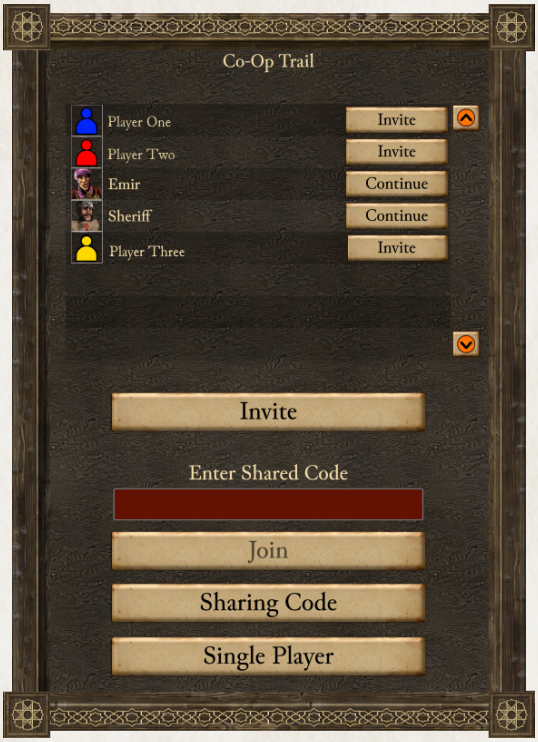 Co-Op Trail
Player One Invite
Player Two Invite
Emir Continue
Sheriff Continue
Player Three Invite
Invite
Enter Shared Code
Join
Sharing Code
Single Player